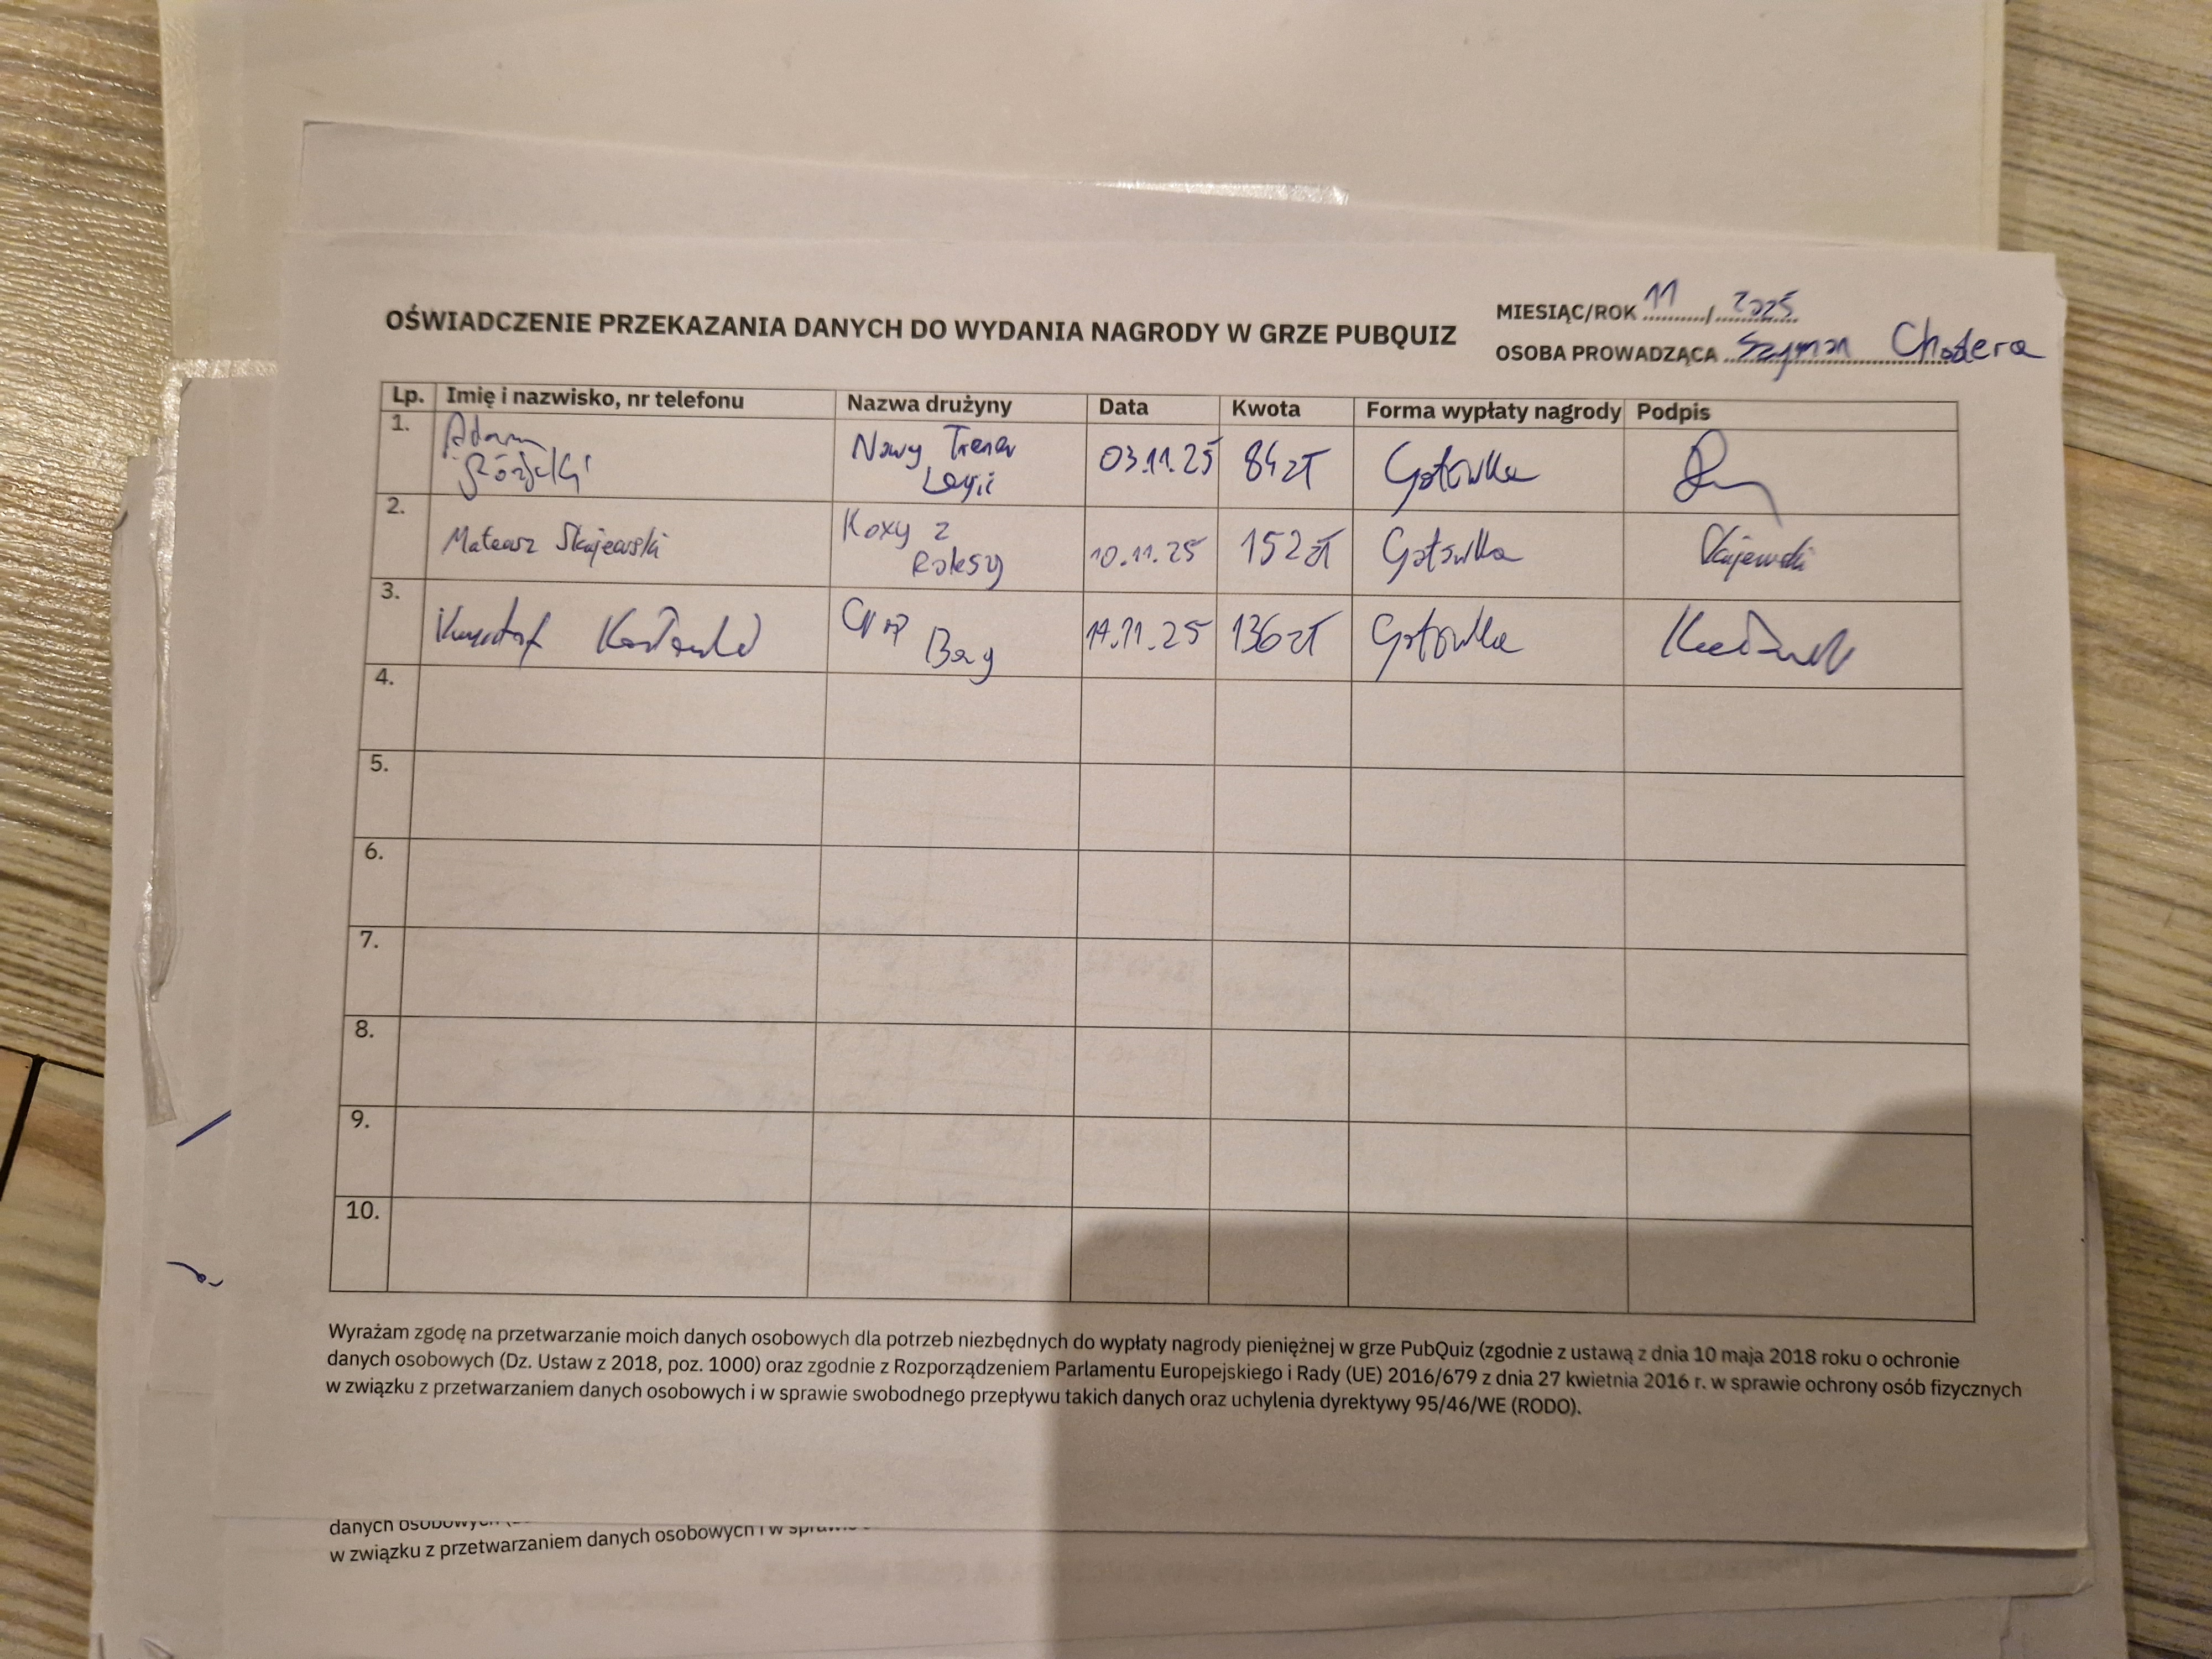 OŚWIADCZENIE PRZEKAZANIA DANYCH DO WYDANIA NAGRODY W GRZE PUBQUIZ
MIESIĄC/ROK 11 / 2025
OSOBA PROWADZĄCA Szymon Chodera
Lp. Imię i nazwisko, nr telefonu Nazwa drużyny Data Kwota Forma wypłaty nagrody Podpis
1. Adam Różycki Nowy Trener Legii 03.11.25 84 zł Gotówka
2. Mateusz Skajewski Koxy z Roksy 10.11.25 152 zł Gotówka Skajewski
3. Krzysztof Bag 17.11.25 136 zł Gotówka
4.
5.
6.
7.
8.
9.
10.
Wyrażam zgodę na przetwarzanie moich danych osobowych dla potrzeb niezbędnych do wypłaty nagrody pieniężnej w grze PubQuiz (zgodnie z ustawą z dnia 10 maja 2018 roku o ochronie
danych osobowych (Dz. Ustaw z 2018, poz. 1000) oraz zgodnie z Rozporządzeniem Parlamentu Europejskiego i Rady (UE) 2016/679 z dnia 27 kwietnia 2016 r. w sprawie ochrony osób fizycznych
w związku z przetwarzaniem danych osobowych i w sprawie swobodnego przepływu takich danych oraz uchylenia dyrektywy 95/46/WE (RODO).
danych osobowych
w związku z przetwarzaniem danych osobowych i w sprawie